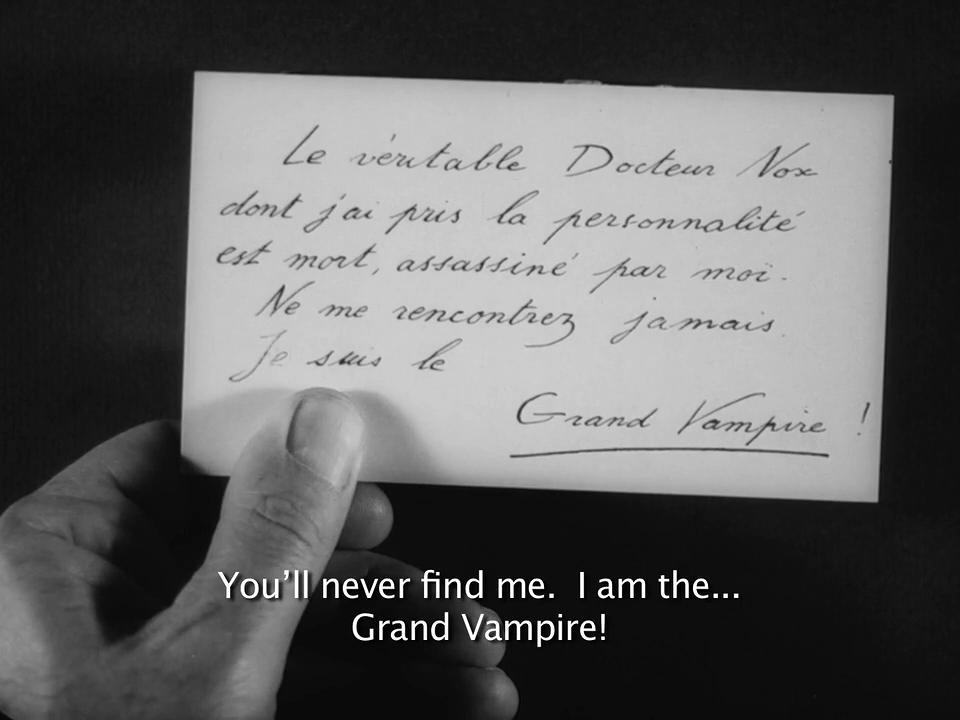 Le véritable Docteur Nox
dont j'ai pris la personnalité
est mort, assassiné par moi.
Ne me rencontrez jamais.
Je suis le
Grand Vampire !
You'll never find me. I am the...
Grand Vampire!